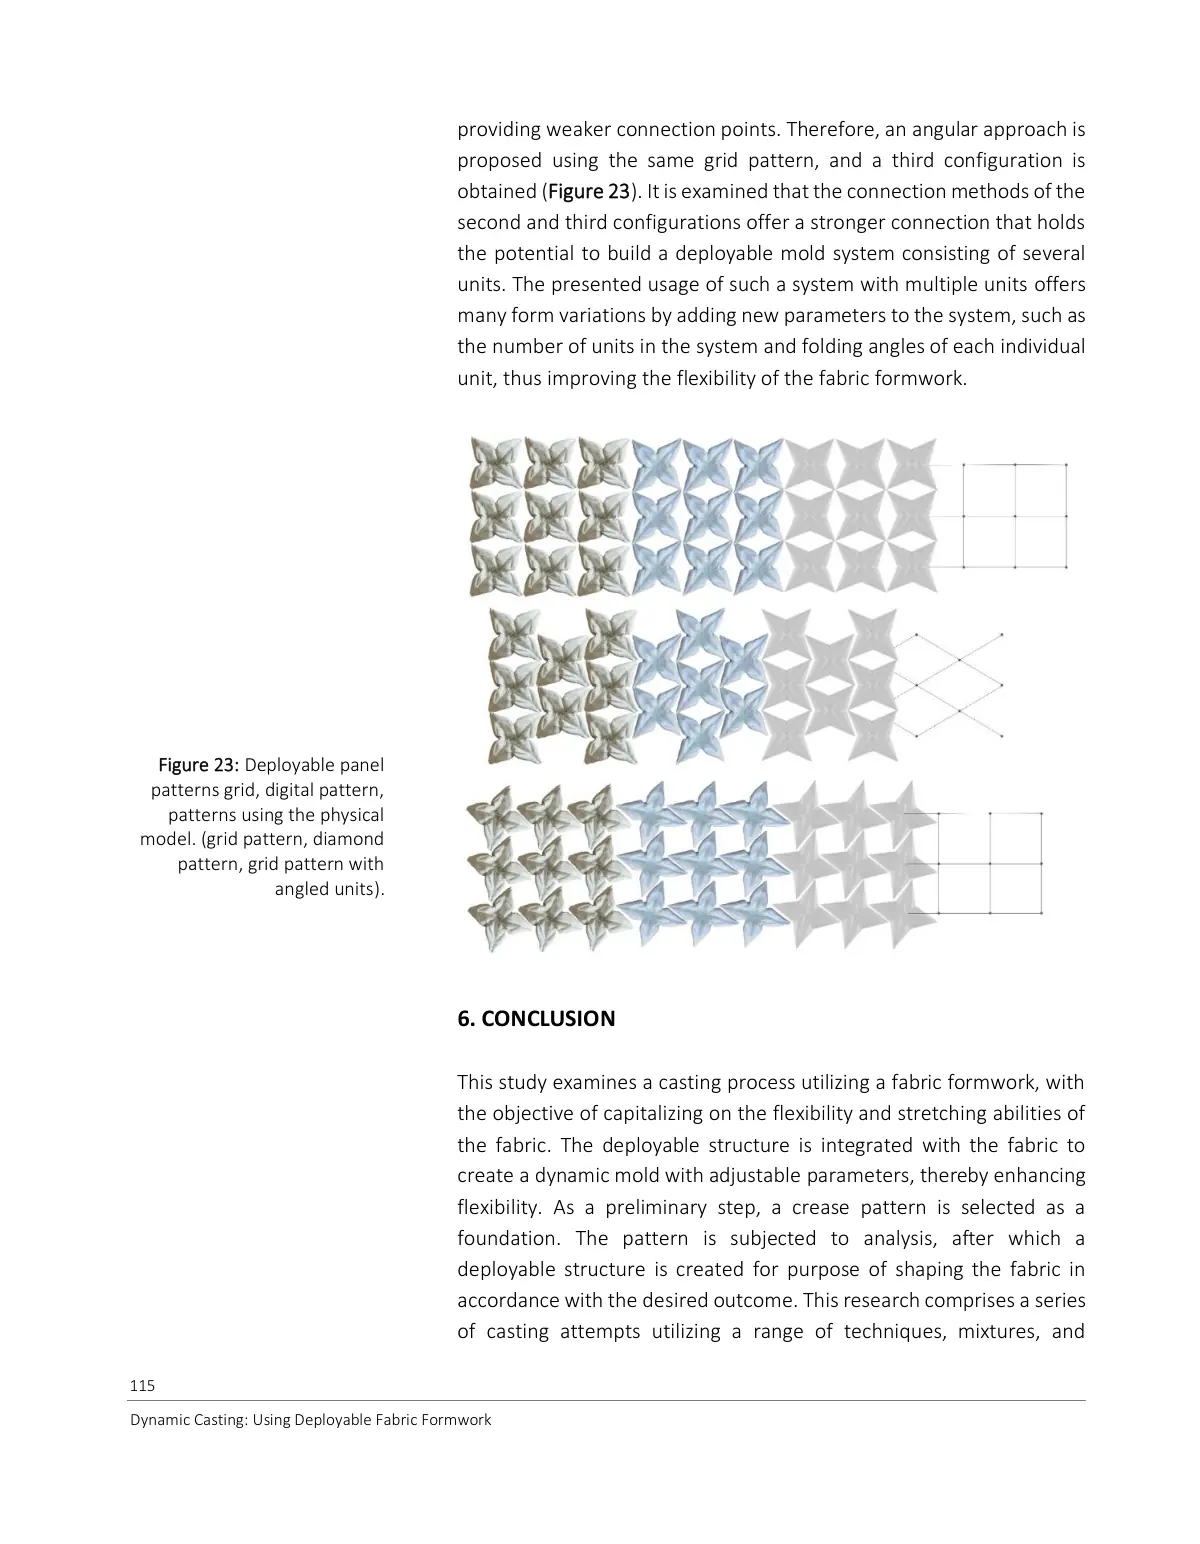 providing weaker connection points. Therefore, an angular approach is
proposed using the same grid pattern, and a third configuration is
obtained (Figure 23). It is examined that the connection methods of the
second and third configurations offer a stronger connection that holds
the potential to build a deployable mold system consisting of several
units. The presented usage of such a system with multiple units offers
many form variations by adding new parameters to the system, such as
the number of units in the system and folding angles of each individual
unit, thus improving the flexibility of the fabric formwork.
Figure 23: Deployable panel
patterns grid, digital pattern,
patterns using the physical
model. (grid pattern, diamond
pattern, grid pattern with
angled units).
6. CONCLUSION
This study examines a casting process utilizing a fabric formwork, with
the objective of capitalizing on the flexibility and stretching abilities of
the fabric. The deployable structure is integrated with the fabric to
create a dynamic mold with adjustable parameters, thereby enhancing
flexibility. As a preliminary step, a crease pattern is selected as a
foundation. The pattern is subjected to analysis, after which a
deployable structure is created for purpose of shaping the fabric in
accordance with the desired outcome. This research comprises a series
of casting attempts utilizing a range of techniques, mixtures, and
115
Dynamic Casting: Using Deployable Fabric Formwork